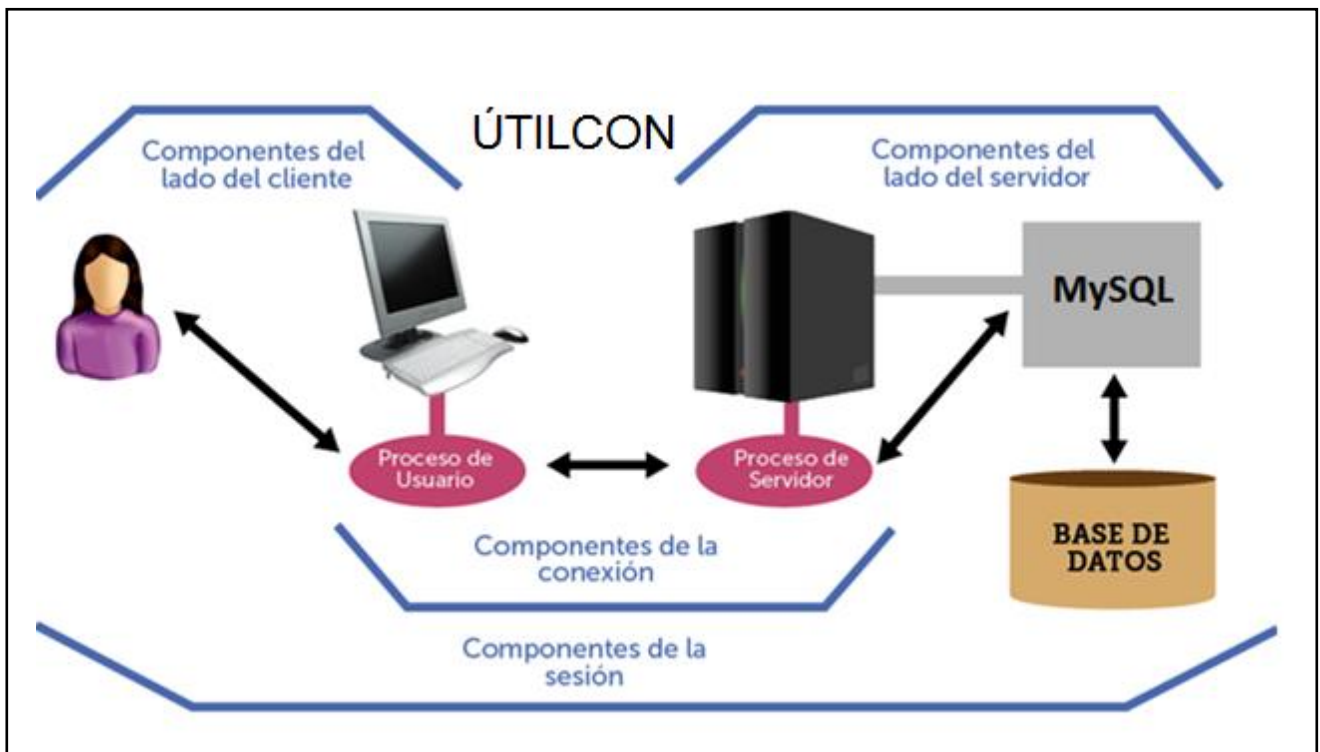 ÚTILCON
Componentes del
lado del cliente
Componentes del
lado del servidor
MySQL
Proceso de
Usuario
Proceso de
Servidor
BASE DE
DATOS
Componentes de la
conexión
Componentes de la
sesión